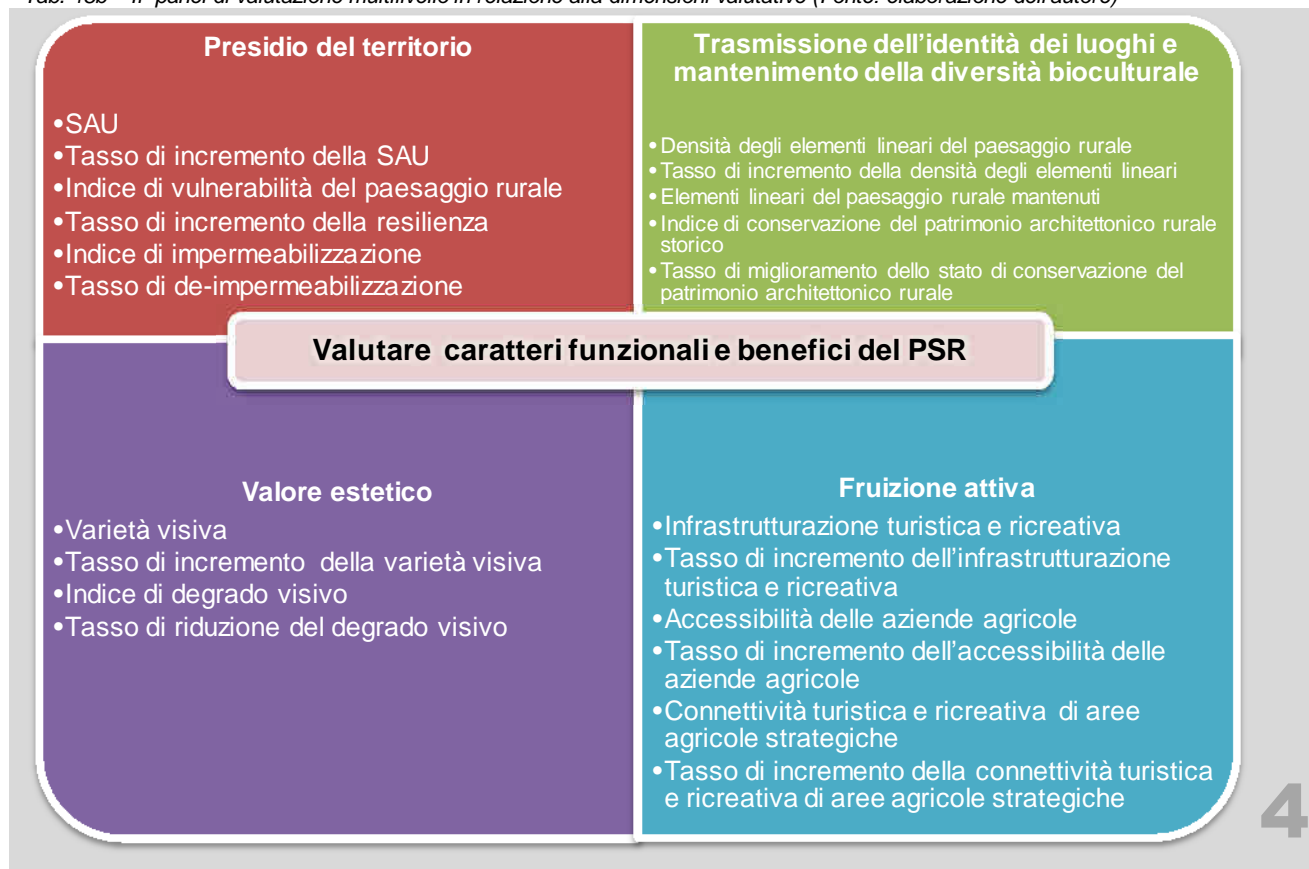 Presidio del territorio
•SAU
•Tasso di incremento della SAU
•Indice di vulnerabilità del paesaggio rurale
•Tasso di incremento della resilienza
•Indice di impermeabilizzazione
•Tasso di de-impermeabilizzazione
Trasmissione dell’identità dei luoghi e
mantenimento della diversità bioculturale
•Densità degli elementi lineari del paesaggio rurale
•Tasso di incremento della densità degli elementi lineari
•Elementi lineari del paesaggio rurale mantenuti
•Indice di conservazione del patrimonio architettonico rurale
storico
•Tasso di miglioramento dello stato di conservazione del
patrimonio architettonico rurale
Valutare caratteri funzionali e benefici del PSR
Valore estetico
•Varietà visiva
•Tasso di incremento della varietà visiva
•Indice di degrado visivo
•Tasso di riduzione del degrado visivo
Fruizione attiva
•Infrastrutturazione turistica e ricreativa
•Tasso di incremento dell’infrastrutturazione
turistica e ricreativa
•Accessibilità delle aziende agricole
•Tasso di incremento dell’accessibilità delle
aziende agricole
•Connettività turistica e ricreativa di aree
agricole strategiche
•Tasso di incremento della connettività turistica
e ricreativa di aree agricole strategiche
4